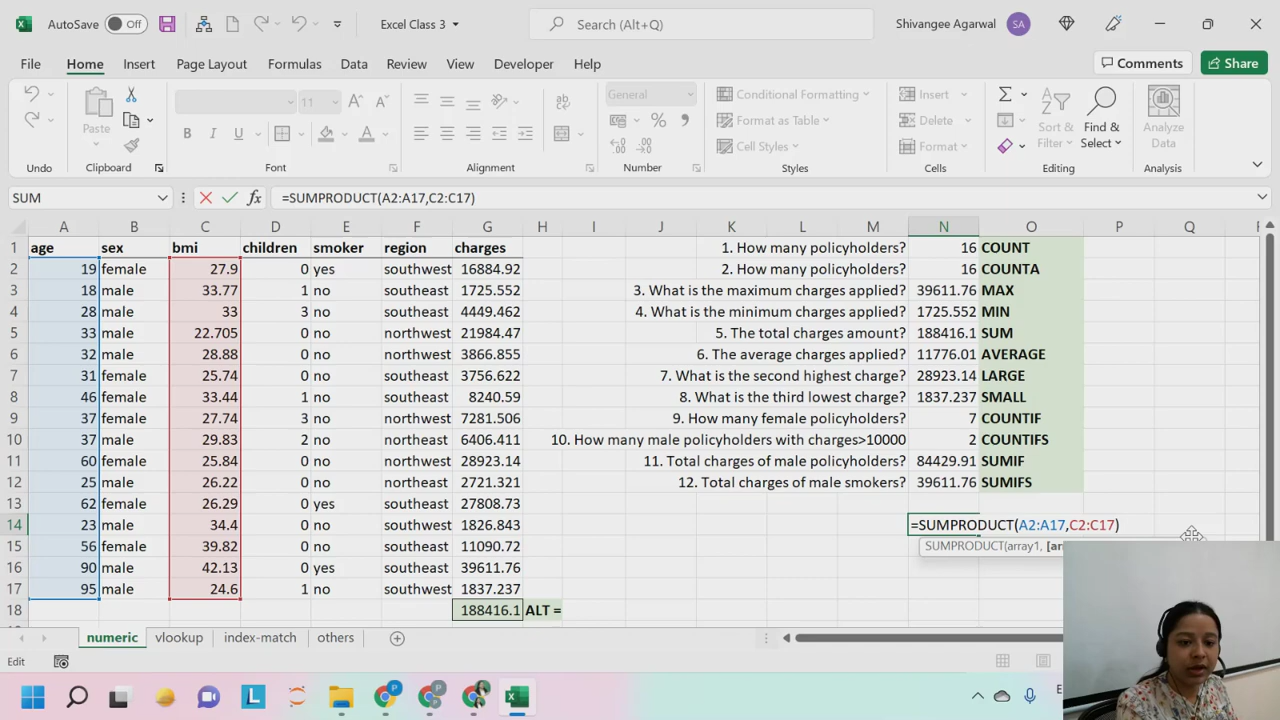 AutoSave Off Excel Class 3 Search (Alt+Q) Shivangee Agarwal SA
File Home Insert Page Layout Formulas Data Review View Developer Help Comments Share
11 General Conditional Formatting Insert
Paste B I U Format as Table Delete Sort & Filter Find & Select Analyze Data
Cell Styles Format
Undo Clipboard Font Alignment Number Styles Cells Editing Analysis
SUM =SUMPRODUCT(A2:A17,C2:C17)
A B C D E F G H I J K L M N O P Q
1 age sex bmi children smoker region charges 1. How many policyholders? 16 COUNT
2 19 female 27.9 0 yes southwest 16884.92 2. How many policyholders? 16 COUNTA
3 18 male 33.77 1 no southeast 1725.552 3. What is the maximum charges applied? 39611.76 MAX
4 28 male 33 3 no southeast 4449.462 4. What is the minimum charges applied? 1725.552 MIN
5 33 male 22.705 0 no northwest 21984.47 5. The total charges amount? 188416.1 SUM
6 32 male 28.88 0 no northwest 3866.855 6. The average charges applied? 11776.01 AVERAGE
7 31 female 25.74 0 no southeast 3756.622 7. What is the second highest charge? 28923.14 LARGE
8 46 female 33.44 1 no southeast 8240.59 8. What is the third lowest charge? 1837.237 SMALL
9 37 female 27.74 3 no northwest 7281.506 9. How many female policyholders? 7 COUNTIF
10 37 male 29.83 2 no northeast 6406.411 10. How many male policyholders with charges>10000 2 COUNTIFS
11 60 female 25.84 0 no northwest 28923.14 11. Total charges of male policyholders? 84429.91 SUMIF
12 25 male 26.22 0 no northeast 2721.321 12. Total charges of male smokers? 39611.76 SUMIFS
13 62 female 26.29 0 yes southeast 27808.73
14 23 male 34.4 0 no southwest 1826.843 =SUMPRODUCT(A2:A17,C2:C17)
15 56 female 39.82 0 no southeast 11090.72 SUMPRODUCT(array1,
16 90 male 42.13 0 yes southeast 39611.76
17 95 male 24.6 1 no southwest 1837.237
18 188416.1 ALT =
numeric vlookup index-match others
Edit